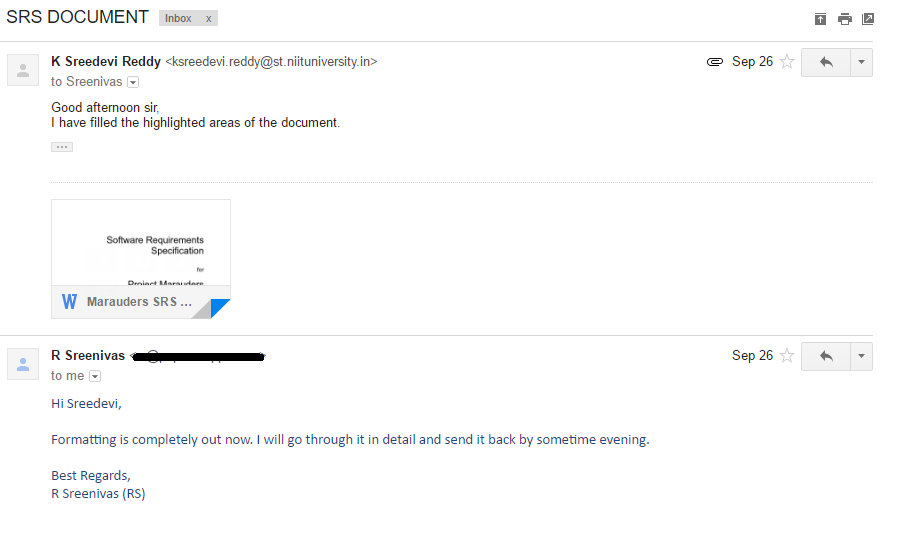 SRS DOCUMENT Inbox x
K Sreedevi Reddy <ksreedevi.reddy@st.niituniversity.in> Sep 26
to Sreenivas
Good afternoon sir,
I have filled the highlighted areas of the document.
Software Requirements
Specification
for
Project Marauders
Marauders SRS ...
R Sreenivas Sep 26
to me
Hi Sreedevi,
Formatting is completely out now. I will go through it in detail and send it back by sometime evening.
Best Regards,
R Sreenivas (RS)